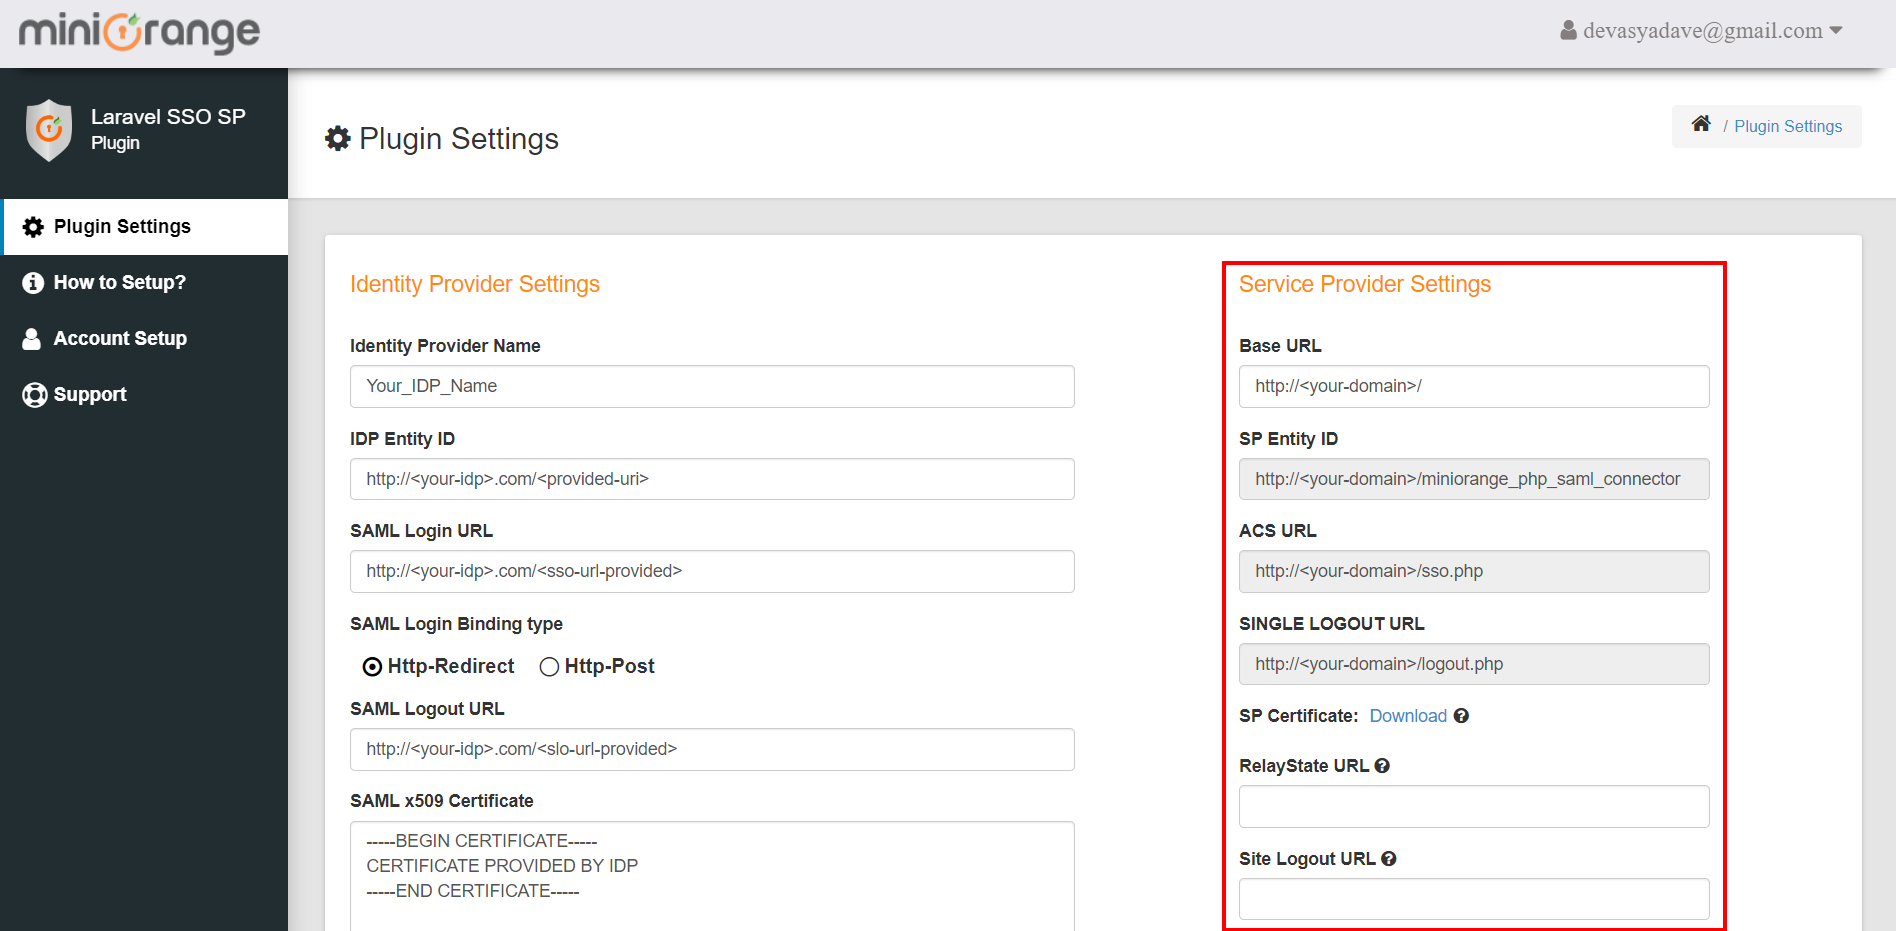 miniOrange
devasyadave@gmail.com
Laravel SSO SP
Plugin
Plugin Settings
/ Plugin Settings
Plugin Settings
How to Setup?
Account Setup
Support
Identity Provider Settings
Identity Provider Name
Your_IDP_Name
IDP Entity ID
http://<your-idp>.com/<provided-uri>
SAML Login URL
http://<your-idp>.com/<sso-url-provided>
SAML Login Binding type
Http-Redirect Http-Post
SAML Logout URL
http://<your-idp>.com/<slo-url-provided>
SAML x509 Certificate
-----BEGIN CERTIFICATE-----
CERTIFICATE PROVIDED BY IDP
-----END CERTIFICATE-----
Service Provider Settings
Base URL
http://<your-domain>/
SP Entity ID
http://<your-domain>/miniorange_php_saml_connector
ACS URL
http://<your-domain>/sso.php
SINGLE LOGOUT URL
http://<your-domain>/logout.php
SP Certificate: Download
RelayState URL
Site Logout URL